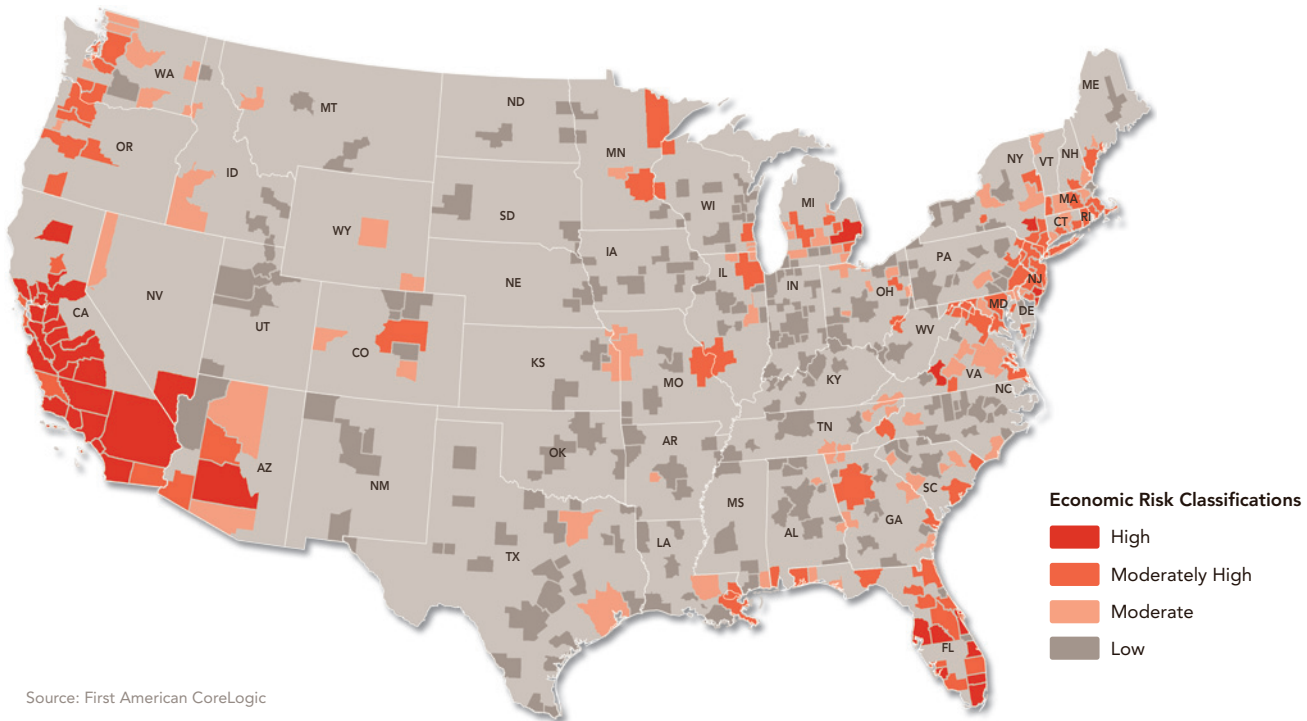 WA
MT
ND
ME
OR
ID
MN
NY
VT
NH
WI
MI
MA
SD
RI
CT
WY
IA
PA
NE
IL
IN
OH
NJ
NV
MD
DE
CA
UT
WV
CO
KS
MO
KY
VA
NC
TN
OK
AR
AZ
NM
SC
MS
AL
GA
TX
LA
FL
Economic Risk Classifications
High
Moderately High
Moderate
Low
Source: First American CoreLogic